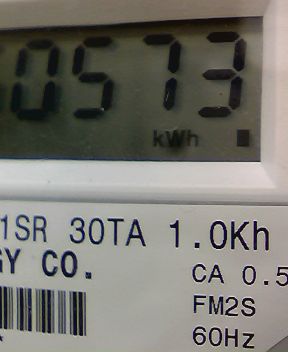 0573
kWh
1SR 30TA 1.0Kh
GY CO.
CA 0.5
FM2S
60Hz